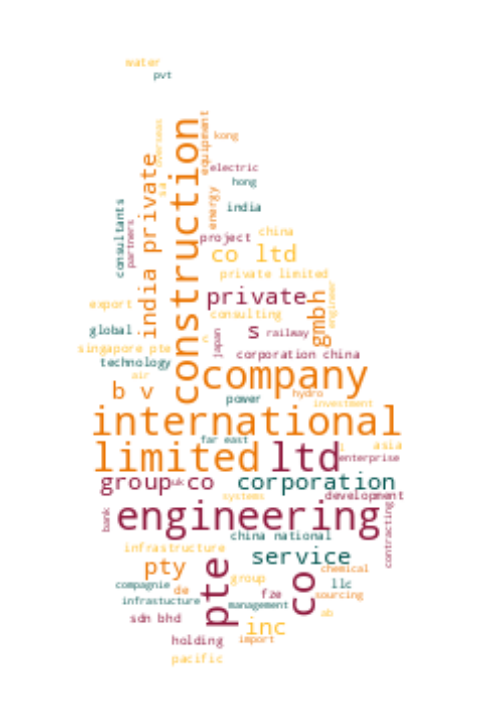 water
pvt
overseas
construction
equipment
kong
india private
electric
hong
sa
consultants
partners
energy
india
project
china
co ltd
private limited
private
gmbh
engineer
export
consulting
global
s
railway
japan
c
singapore pte
corporation china
technology
air
company
b v
power
hydro
investment
international
far east
asia
limited
ltd
i
enterprise
group
uk
co
corporation
systems
development
bank
engineering
contracting
china national
infrastructure
service
pty
pte
group
co
chemical
compagnie
de
llc
fze
sourcing
infrastucture
management
ab
sdn bhd
inc
holding
import
pacific